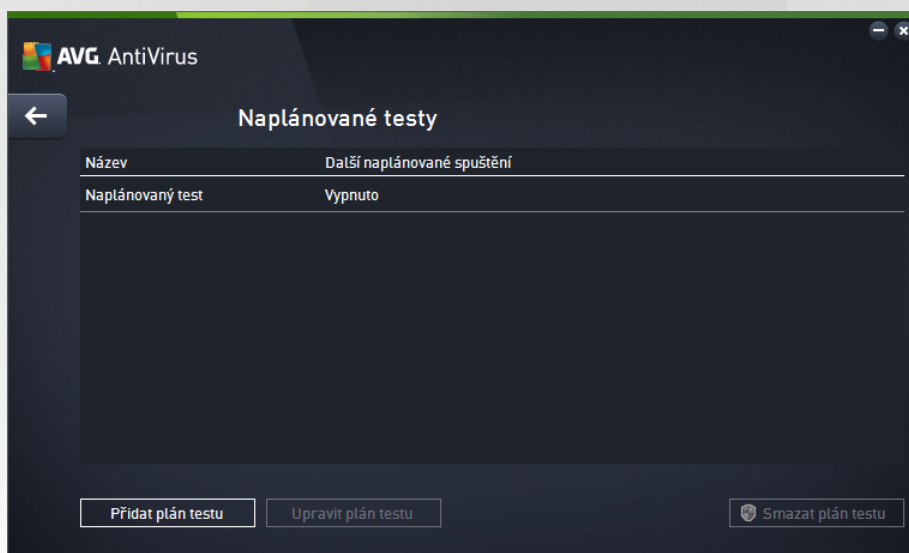 AVG. AntiVirus
Naplánované testy
Název Další naplánované spuštění
Naplánovaný test Vypnuto
Přidat plán testu Upravit plán testu Smazat plán testu